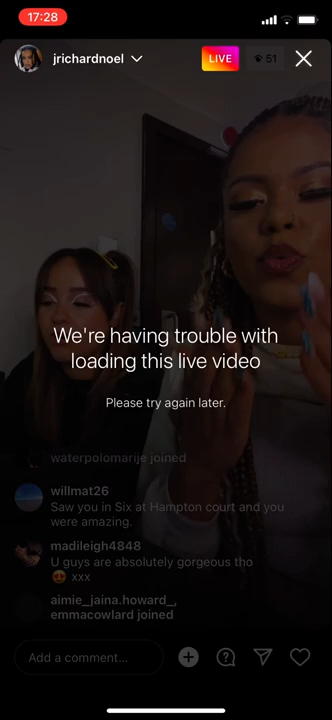 17:28
jrichardnoel
LIVE
51
We're having trouble with
loading this live video
Please try again later.
waterpolomarije joined
willmat26
Saw you in Six at Hampton court and you
were amazing.
madileigh4848
U guys are absolutely gorgeous tho
😍 xxx
aimie_jaina.howard_,
emmacowlard joined
Add a comment...